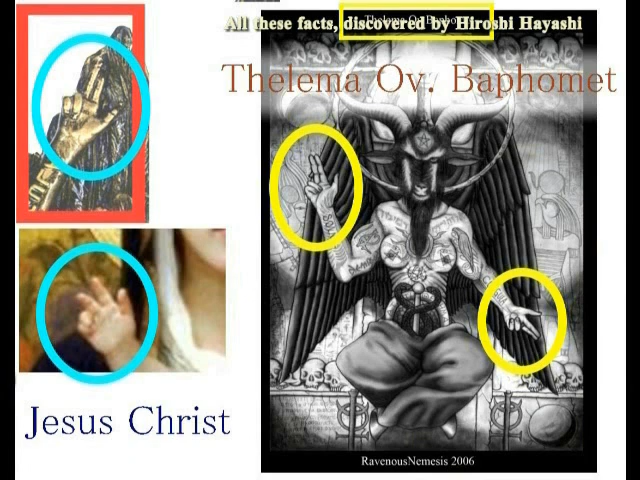 All these facts, discovered by Hiroshi Hayashi
Thelema Ov. Baphomet
Jesus Christ
RavenousNemesis 2006